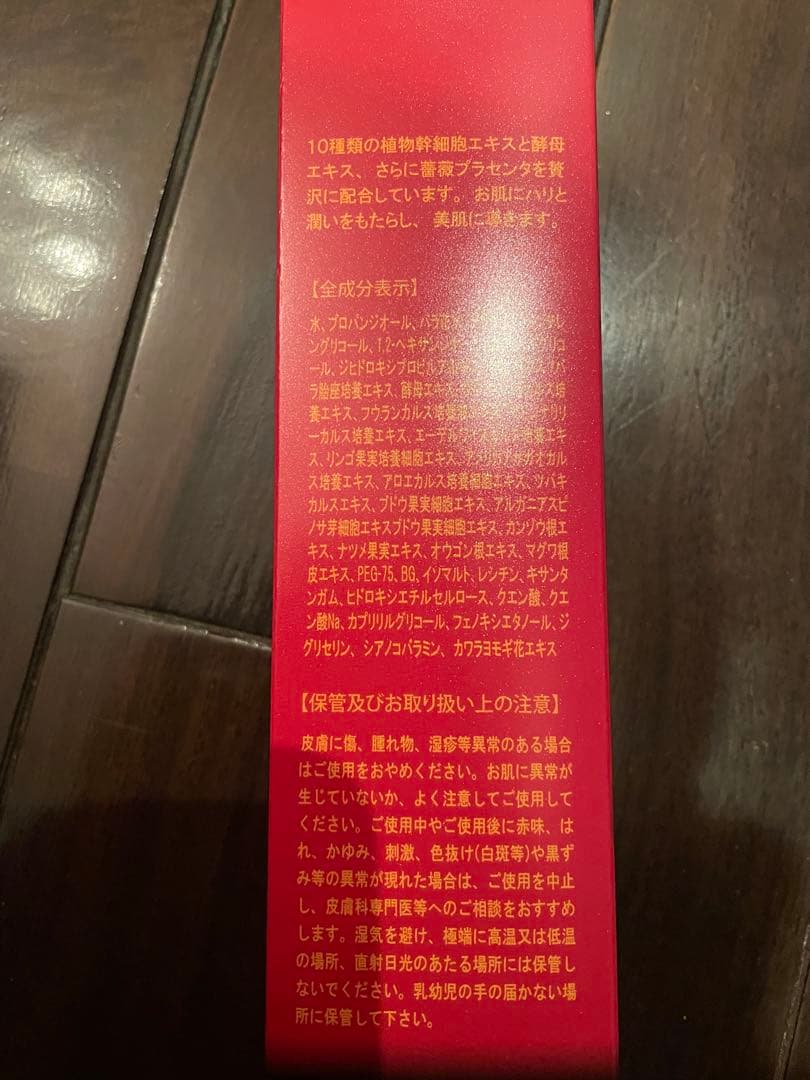 10種類の植物幹細胞エキスと酵母
エキス、さらに薔薇プラセンタを贅
沢に配合しています。お肌にハリと
潤いをもたらし、美肌に導きます。
【全成分表示】
水、プロパンジオール、バラ花水、
ングリコール、1,2-ヘキサンジ
ール、ジヒドロキシプロピルア
ラ胎座培養エキス、酵母エキス、
養エキス、フウランカルス培養
ーカルス培養エキス、エーデルワイスカルス培養エキ
ス、リンゴ果実培養細胞エキス、アフリカアサガオカル
ス培養エキス、アロエカルス培養細胞エキス、ツバキ
カルスエキス、ブドウ果実細胞エキス、アルガニアスピ
ノサ芽細胞エキスブドウ果実細胞エキス、カンゾウ根エ
キス、ナツメ果実エキス、オウゴン根エキス、マグワ根
皮エキス、PEG-75、BG、イソマルト、レシチン、キサンタ
ンガム、ヒドロキシエチルセルロース、クエン酸、クエ
ン酸Na、カプリリルグリコール、フェノキシエタノール、ジ
グリセリン、シアノコバラミン、カワラヨモギ花エキス
【保管及びお取り扱い上の注意】
皮膚に傷、腫れ物、湿疹等異常のある場合
はご使用をおやめください。お肌に異常が
生じていないか、よく注意してご使用して
ください。ご使用中やご使用後に赤味、は
れ、かゆみ、刺激、色抜け(白斑等)や黒ず
み等の異常が現れた場合は、ご使用を中止
し、皮膚科専門医等へのご相談をおすすめ
します。湿気を避け、極端に高温又は低温
の場所、直射日光のあたる場所には保管し
ないでください。乳幼児の手の届かない場
所に保管して下さい。